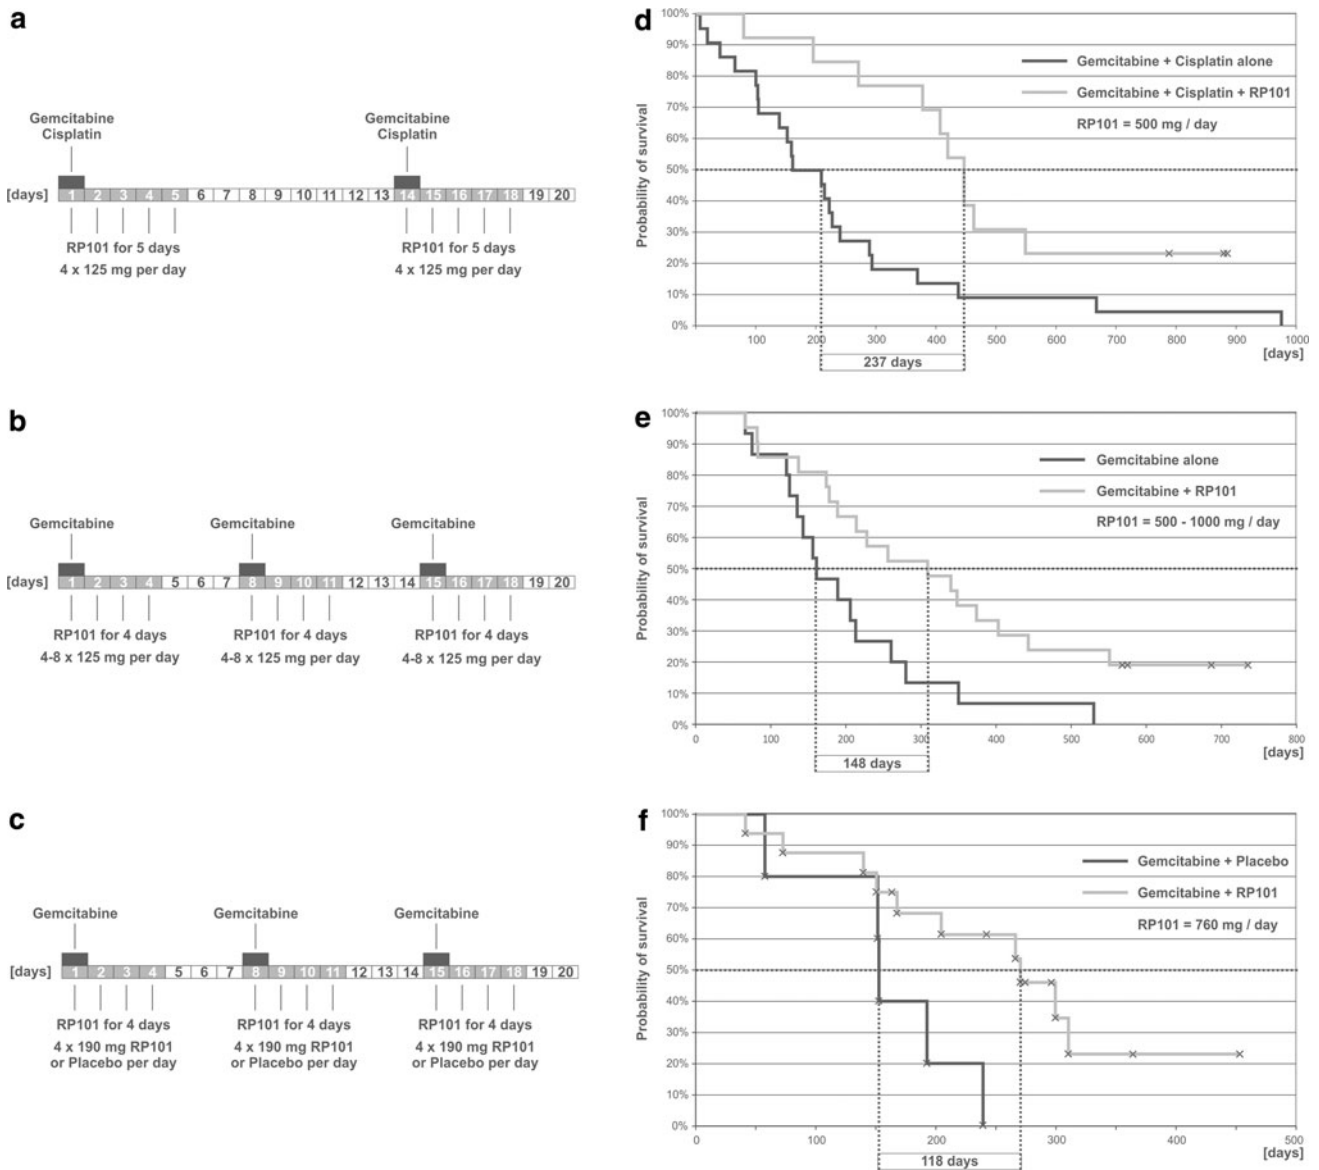 a
Gemcitabine
Cisplatin
Gemcitabine
Cisplatin
[days] 1 2 3 4 5 6 7 8 9 10 11 12 13 14 15 16 17 18 19 20
RP101 for 5 days
4 x 125 mg per day
RP101 for 5 days
4 x 125 mg per day
d
100%
90%
80%
70%
60%
50%
40%
30%
20%
10%
0%
Probability of survival
Gemcitabine + Cisplatin alone
Gemcitabine + Cisplatin + RP101
RP101 = 500 mg / day
100 200 300 400 500 600 700 800 900 1000
[days]
237 days
b
Gemcitabine Gemcitabine Gemcitabine
[days] 1 2 3 4 5 6 7 8 9 10 11 12 13 14 15 16 17 18 19 20
RP101 for 4 days RP101 for 4 days RP101 for 4 days
4-8 x 125 mg per day 4-8 x 125 mg per day 4-8 x 125 mg per day
e
100%
90%
80%
70%
60%
50%
40%
30%
20%
10%
0%
Probability of survival
Gemcitabine alone
Gemcitabine + RP101
RP101 = 500 - 1000 mg / day
0 100 200 300 400 500 600 700 800
[days]
148 days
c
Gemcitabine Gemcitabine Gemcitabine
[days] 1 2 3 4 5 6 7 8 9 10 11 12 13 14 15 16 17 18 19 20
RP101 for 4 days RP101 for 4 days RP101 for 4 days
4 x 190 mg RP101 4 x 190 mg RP101 4 x 190 mg RP101
or Placebo per day or Placebo per day or Placebo per day
f
100%
90%
80%
70%
60%
50%
40%
30%
20%
10%
0%
Probability of survival
Gemcitabine + Placebo
Gemcitabine + RP101
RP101 = 760 mg / day
0 100 200 300 400 500
[days]
118 days